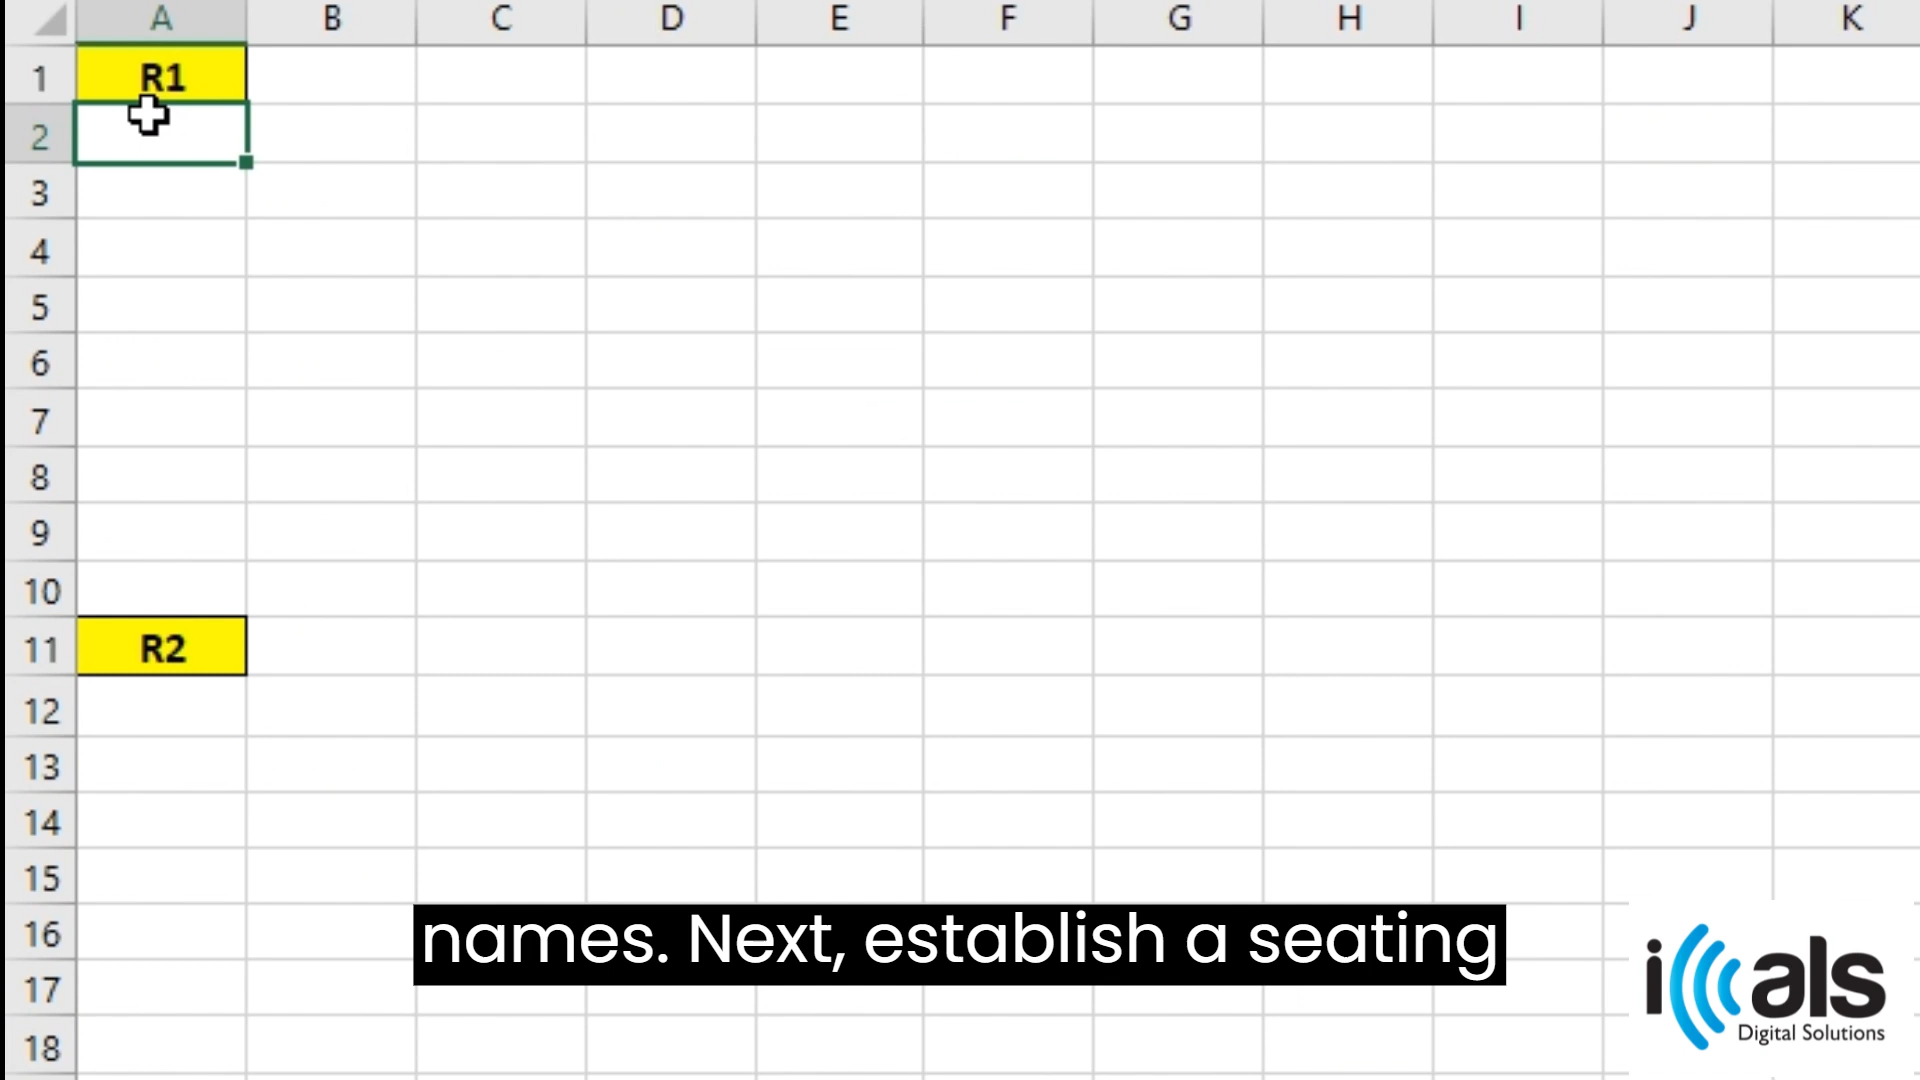 A B C D E F G H I J K
1 R1
2
3
4
5
6
7
8
9
10
11 R2
12
13
14
15
16
17
18
names. Next, establish a seating
icals
Digital Solutions